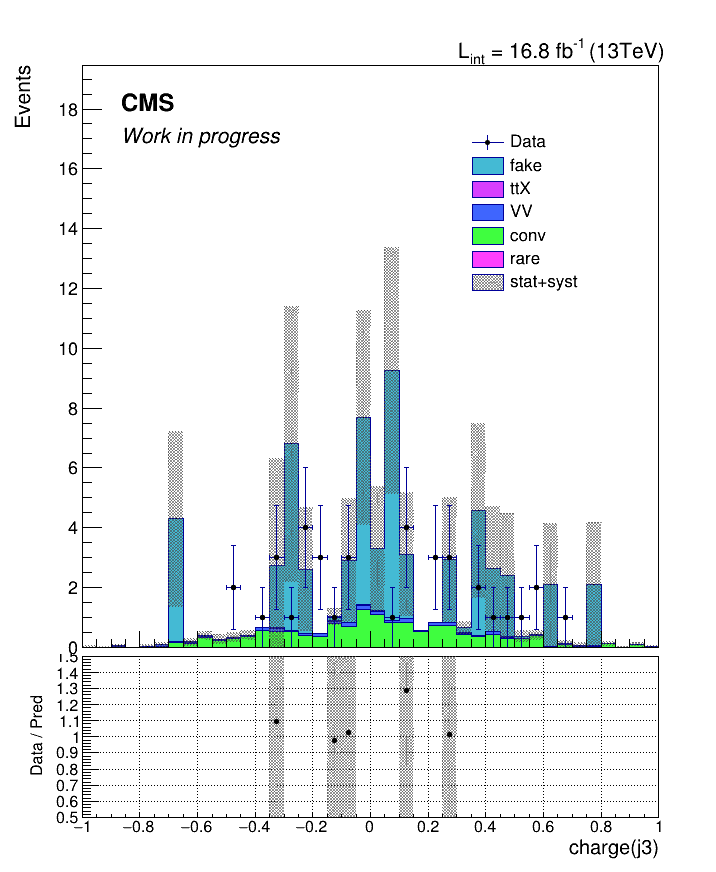 L_int = 16.8 fb^-1 (13TeV)
Events
CMS
Work in progress
Data
fake
ttX
VV
conv
rare
stat+syst
18
16
14
12
10
8
6
4
2
0
Data / Pred
1.5
1.4
1.3
1.2
1.1
1
0.9
0.8
0.7
0.6
0.5
−1 −0.8 −0.6 −0.4 −0.2 0 0.2 0.4 0.6 0.8 1
charge(j3)